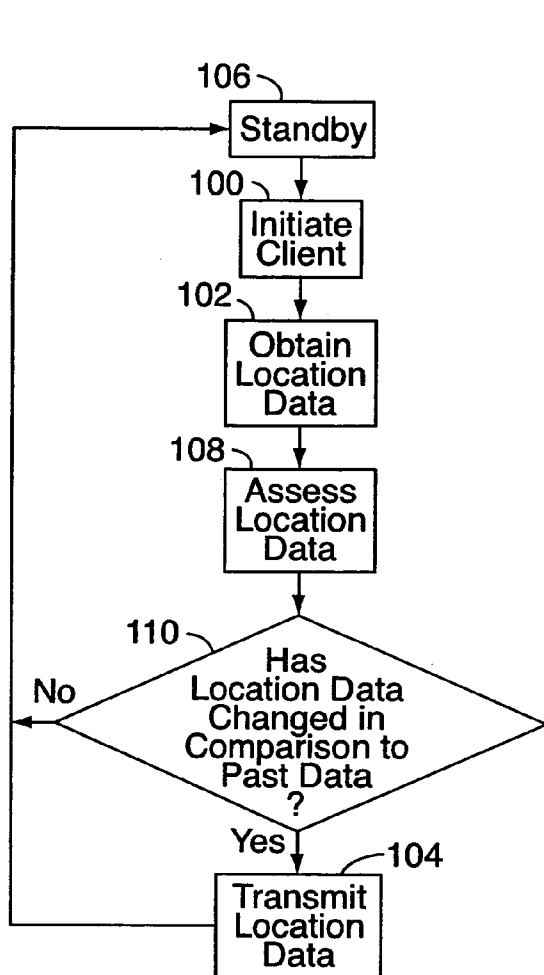 106
Standby
100
Initiate
Client
102
Obtain
Location
Data
108
Assess
Location
Data
110
Has
Location Data
Changed in
Comparison to
Past Data
?
No
Yes
104
Transmit
Location
Data